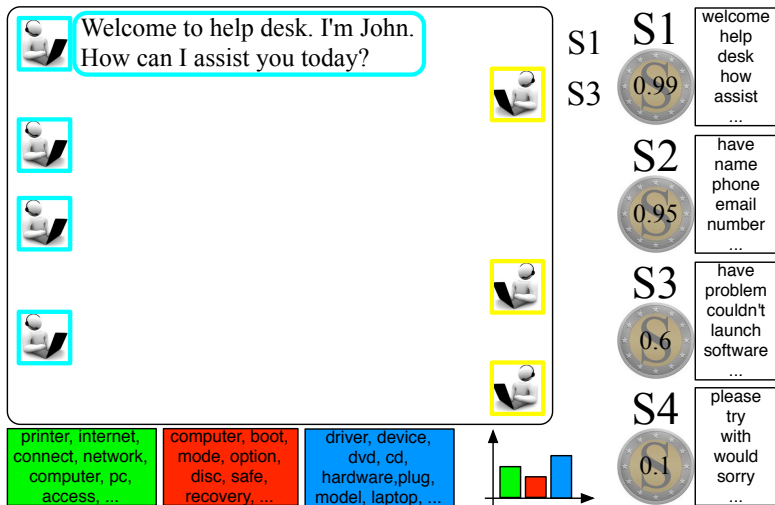 Welcome to help desk. I'm John.
How can I assist you today?
S1
S3
S1
0.99
welcome
help
desk
how
assist
...
S2
0.95
have
name
phone
email
number
...
S3
0.6
have
problem
couldn't
launch
software
...
S4
0.1
please
try
with
would
sorry
...
printer, internet,
connect, network,
computer, pc,
access, ...
computer, boot,
mode, option,
disc, safe,
recovery, ...
driver, device,
dvd, cd,
hardware,plug,
model, laptop, ...